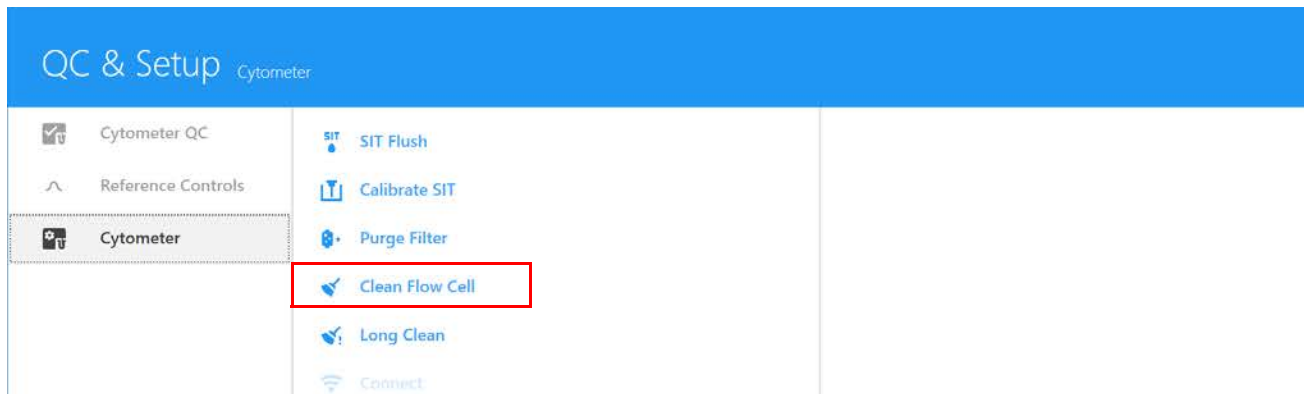 QC & Setup Cytometer
Cytometer QC
Reference Controls
Cytometer
SIT
SIT Flush
Calibrate SIT
Purge Filter
Clean Flow Cell
Long Clean
Connect